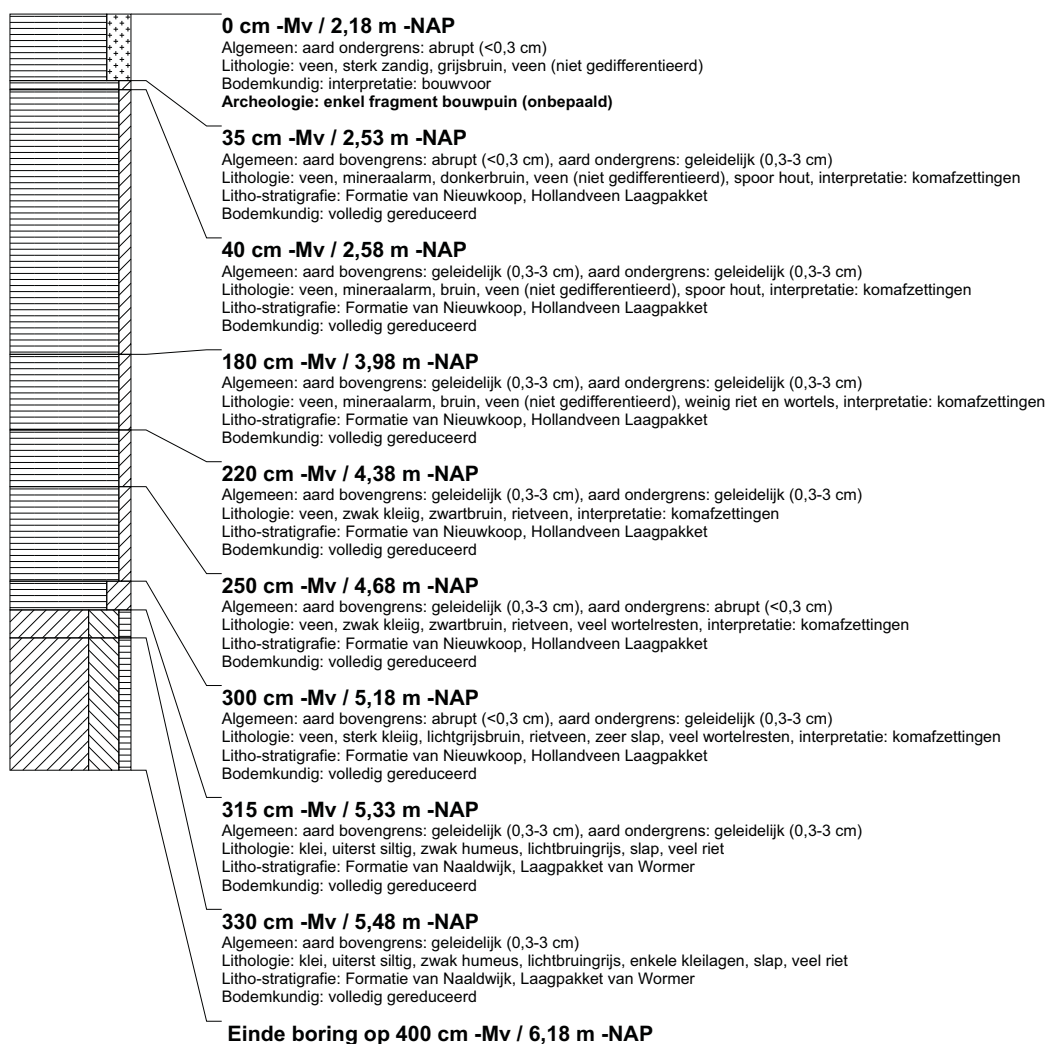 0 cm -Mv / 2,18 m -NAP
Algemeen: aard ondergrens: abrupt (<0,3 cm)
Lithologie: veen, sterk zandig, grijsbruin, veen (niet gedifferentieerd)
Bodemkundig: interpretatie: bouwvoor
Archeologie: enkel fragment bouwpuin (onbepaald)
35 cm -Mv / 2,53 m -NAP
Algemeen: aard bovengrens: abrupt (<0,3 cm), aard ondergrens: geleidelijk (0,3-3 cm)
Lithologie: veen, mineraalarm, donkerbruin, veen (niet gedifferentieerd), spoor hout, interpretatie: komafzettingen
Litho-stratigrafie: Formatie van Nieuwkoop, Hollandveen Laagpakket
Bodemkundig: volledig gereduceerd
40 cm -Mv / 2,58 m -NAP
Algemeen: aard bovengrens: geleidelijk (0,3-3 cm), aard ondergrens: geleidelijk (0,3-3 cm)
Lithologie: veen, mineraalarm, bruin, veen (niet gedifferentieerd), spoor hout, interpretatie: komafzettingen
Litho-stratigrafie: Formatie van Nieuwkoop, Hollandveen Laagpakket
Bodemkundig: volledig gereduceerd
180 cm -Mv / 3,98 m -NAP
Algemeen: aard bovengrens: geleidelijk (0,3-3 cm), aard ondergrens: geleidelijk (0,3-3 cm)
Lithologie: veen, mineraalarm, bruin, veen (niet gedifferentieerd), weinig riet en wortels, interpretatie: komafzettingen
Litho-stratigrafie: Formatie van Nieuwkoop, Hollandveen Laagpakket
Bodemkundig: volledig gereduceerd
220 cm -Mv / 4,38 m -NAP
Algemeen: aard bovengrens: geleidelijk (0,3-3 cm), aard ondergrens: geleidelijk (0,3-3 cm)
Lithologie: veen, zwak kleiig, zwartbruin, rietveen, interpretatie: komafzettingen
Litho-stratigrafie: Formatie van Nieuwkoop, Hollandveen Laagpakket
Bodemkundig: volledig gereduceerd
250 cm -Mv / 4,68 m -NAP
Algemeen: aard bovengrens: geleidelijk (0,3-3 cm), aard ondergrens: abrupt (<0,3 cm)
Lithologie: veen, zwak kleiig, zwartbruin, rietveen, veel wortelresten, interpretatie: komafzettingen
Litho-stratigrafie: Formatie van Nieuwkoop, Hollandveen Laagpakket
Bodemkundig: volledig gereduceerd
300 cm -Mv / 5,18 m -NAP
Algemeen: aard bovengrens: abrupt (<0,3 cm), aard ondergrens: geleidelijk (0,3-3 cm)
Lithologie: veen, sterk kleiig, lichtgrijsbruin, rietveen, zeer slap, veel wortelresten, interpretatie: komafzettingen
Litho-stratigrafie: Formatie van Nieuwkoop, Hollandveen Laagpakket
Bodemkundig: volledig gereduceerd
315 cm -Mv / 5,33 m -NAP
Algemeen: aard bovengrens: geleidelijk (0,3-3 cm), aard ondergrens: geleidelijk (0,3-3 cm)
Lithologie: klei, uiterst siltig, zwak humeus, lichtbruingrijs, slap, veel riet
Litho-stratigrafie: Formatie van Naaldwijk, Laagpakket van Wormer
Bodemkundig: volledig gereduceerd
330 cm -Mv / 5,48 m -NAP
Algemeen: aard bovengrens: geleidelijk (0,3-3 cm)
Lithologie: klei, uiterst siltig, zwak humeus, lichtbruingrijs, enkele kleilagen, slap, veel riet
Litho-stratigrafie: Formatie van Naaldwijk, Laagpakket van Wormer
Bodemkundig: volledig gereduceerd
Einde boring op 400 cm -Mv / 6,18 m -NAP